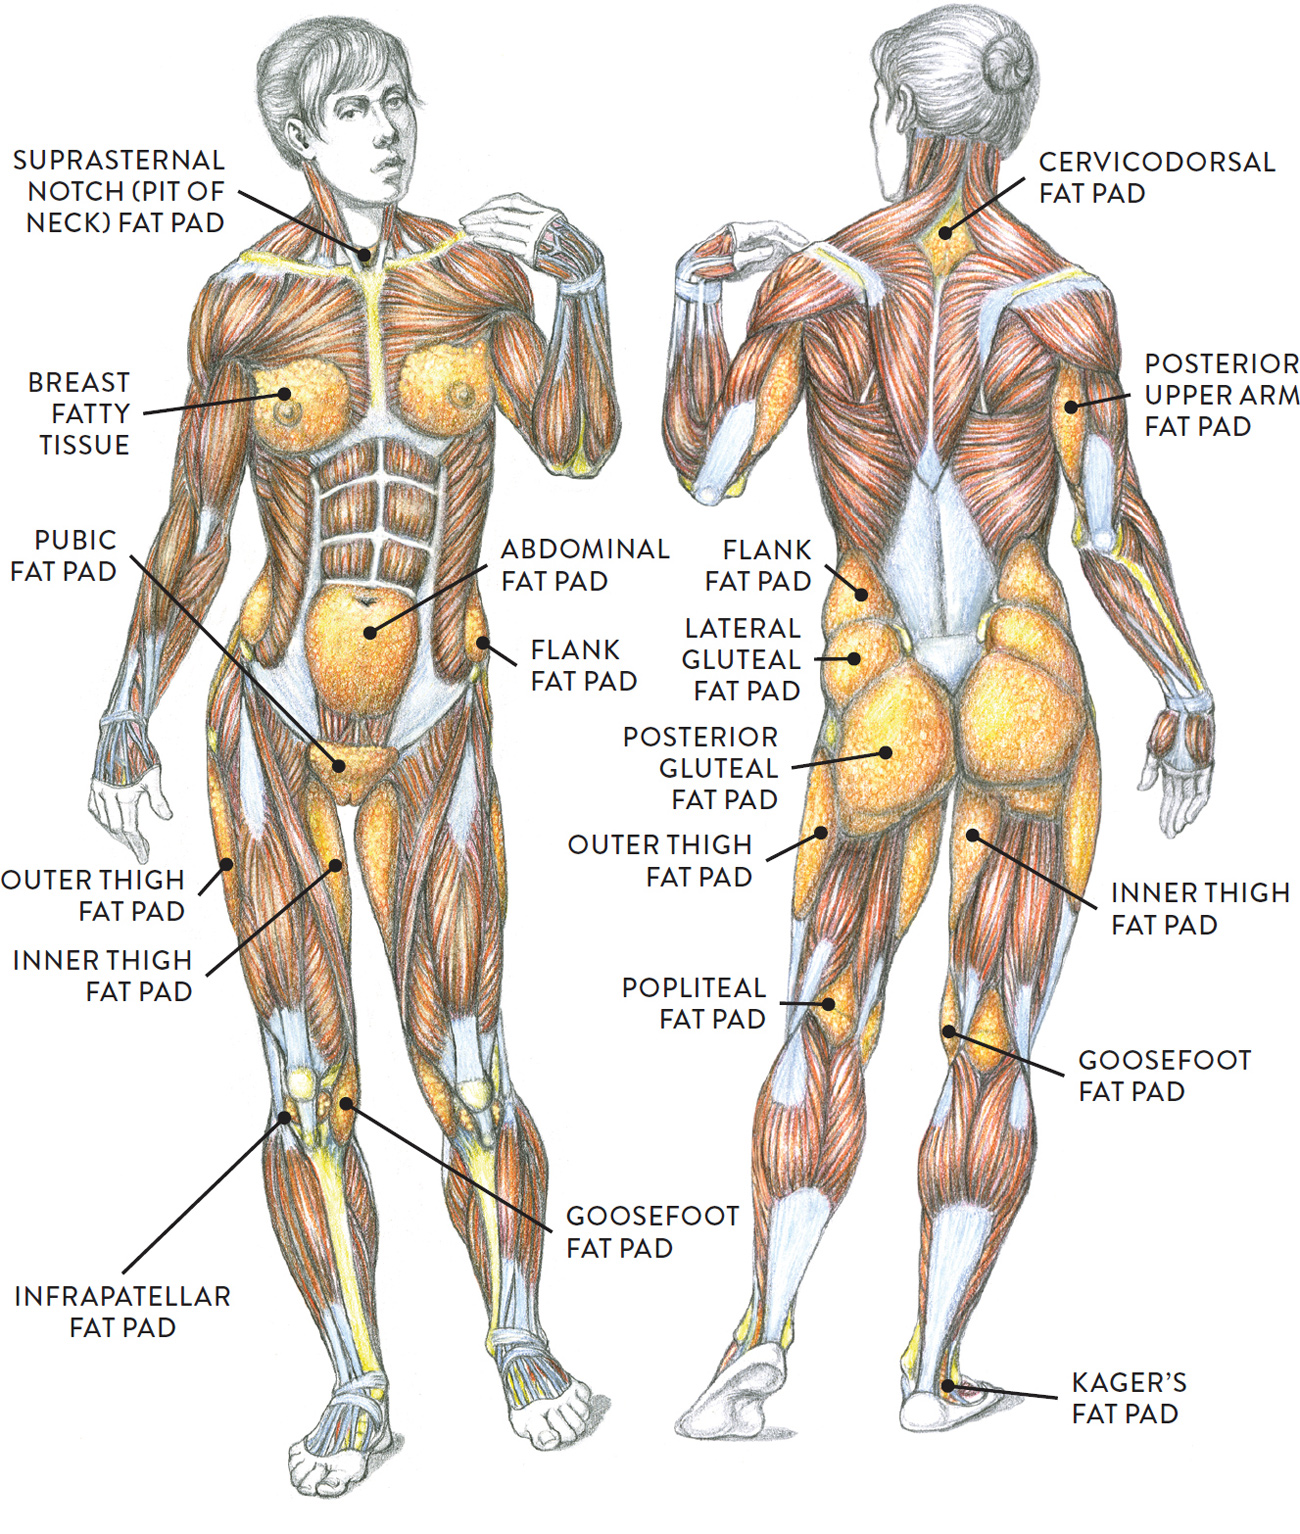 SUPRASTERNAL
NOTCH (PIT OF
NECK) FAT PAD
BREAST
FATTY
TISSUE
PUBIC
FAT PAD
ABDOMINAL
FAT PAD
FLANK
FAT PAD
OUTER THIGH
FAT PAD
INNER THIGH
FAT PAD
GOOSEFOOT
FAT PAD
INFRAPATELLAR
FAT PAD
CERVICODORSAL
FAT PAD
POSTERIOR
UPPER ARM
FAT PAD
FLANK
FAT PAD
LATERAL
GLUTEAL
FAT PAD
POSTERIOR
GLUTEAL
FAT PAD
OUTER THIGH
FAT PAD
INNER THIGH
FAT PAD
POPLITEAL
FAT PAD
GOOSEFOOT
FAT PAD
KAGER’S
FAT PAD